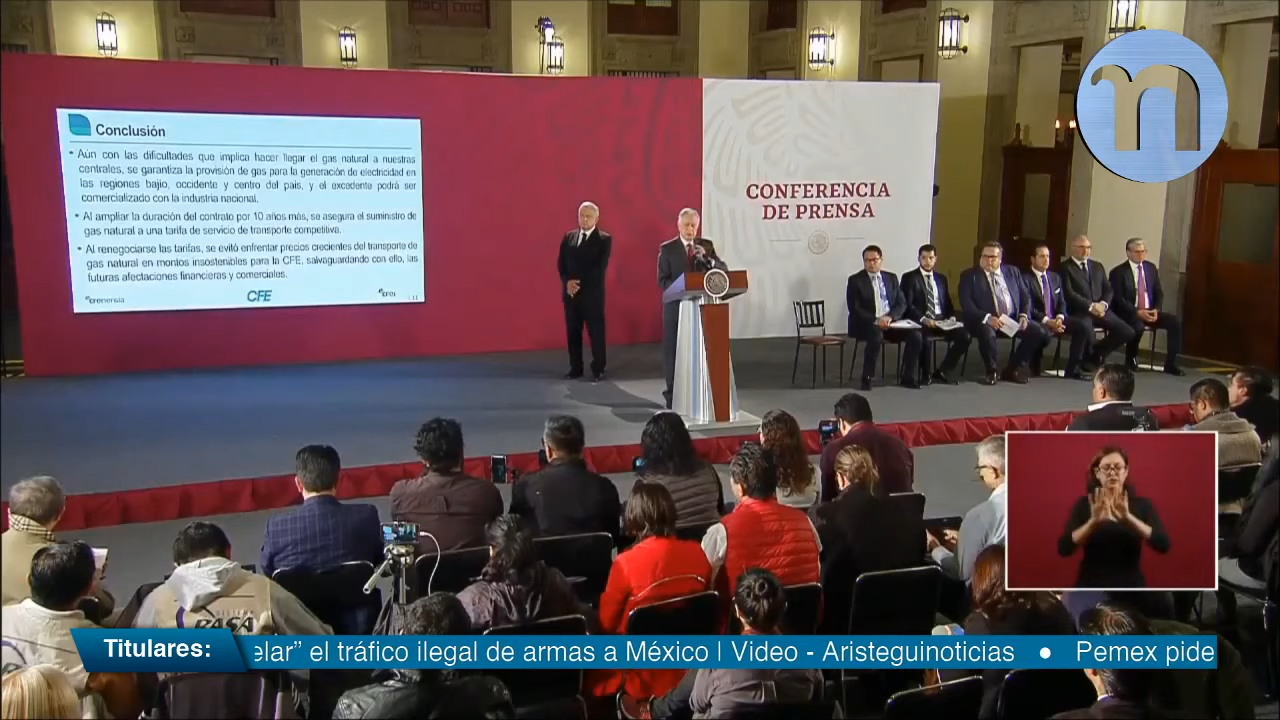 Conclusión
• Aún con las dificultades que implica hacer llegar el gas natural a nuestras
centrales, se garantiza la provisión de gas para la generación de electricidad en
las regiones bajio, occidente y centro del país, y el excedente podrá ser
comercializado con la industria nacional.
• Al ampliar la duración del contrato por 10 años más, se asegura el suministro de
gas natural a una tarifa de servicio de transporte competitiva.
• Al renegociarse las tarifas, se evitó enfrentar precios crecientes del transporte de
gas natural en montos insostenibles para la CFE, salvaguardando con ello, las
futuras afectaciones financieras y comerciales.
CFE
CONFERENCIA
DE PRENSA
n
Titulares: elar” el tráfico ilegal de armas a México | Video - Aristeguinoticias • Pemex pide